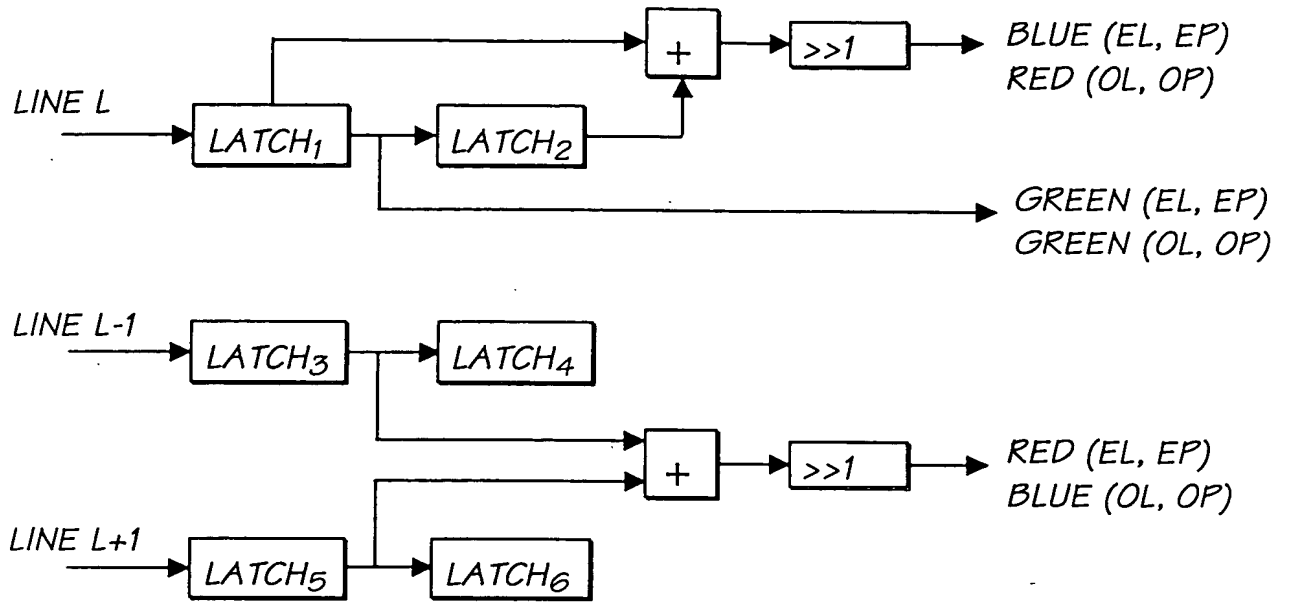 BLUE (EL, EP)
+
>>1
RED (OL, OP)
LINE L
LATCH1
LATCH2
GREEN (EL, EP)
GREEN (OL, OP)
LINE L-1
LATCH3
LATCH4
RED (EL, EP)
+
>>1
BLUE (OL, OP)
LINE L+1
LATCH5
LATCH6